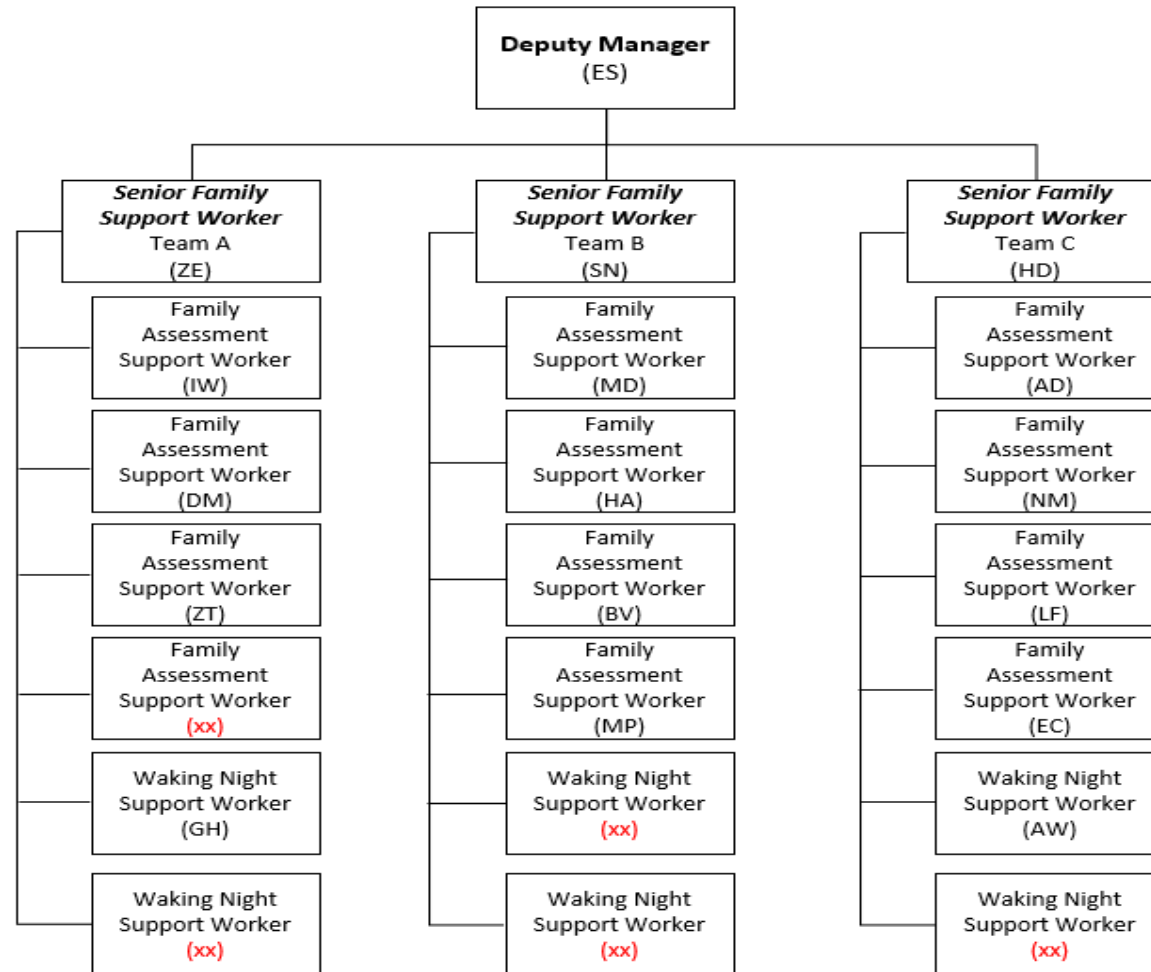 Deputy Manager
(ES)
Senior Family
Support Worker
Team A
(ZE)
Family
Assessment
Support Worker
(IW)
Family
Assessment
Support Worker
(DM)
Family
Assessment
Support Worker
(ZT)
Family
Assessment
Support Worker
(xx)
Waking Night
Support Worker
(GH)
Waking Night
Support Worker
(xx)
Senior Family
Support Worker
Team B
(SN)
Family
Assessment
Support Worker
(MD)
Family
Assessment
Support Worker
(HA)
Family
Assessment
Support Worker
(BV)
Family
Assessment
Support Worker
(MP)
Waking Night
Support Worker
(xx)
Waking Night
Support Worker
(xx)
Senior Family
Support Worker
Team C
(HD)
Family
Assessment
Support Worker
(AD)
Family
Assessment
Support Worker
(NM)
Family
Assessment
Support Worker
(LF)
Family
Assessment
Support Worker
(EC)
Waking Night
Support Worker
(AW)
Waking Night
Support Worker
(xx)